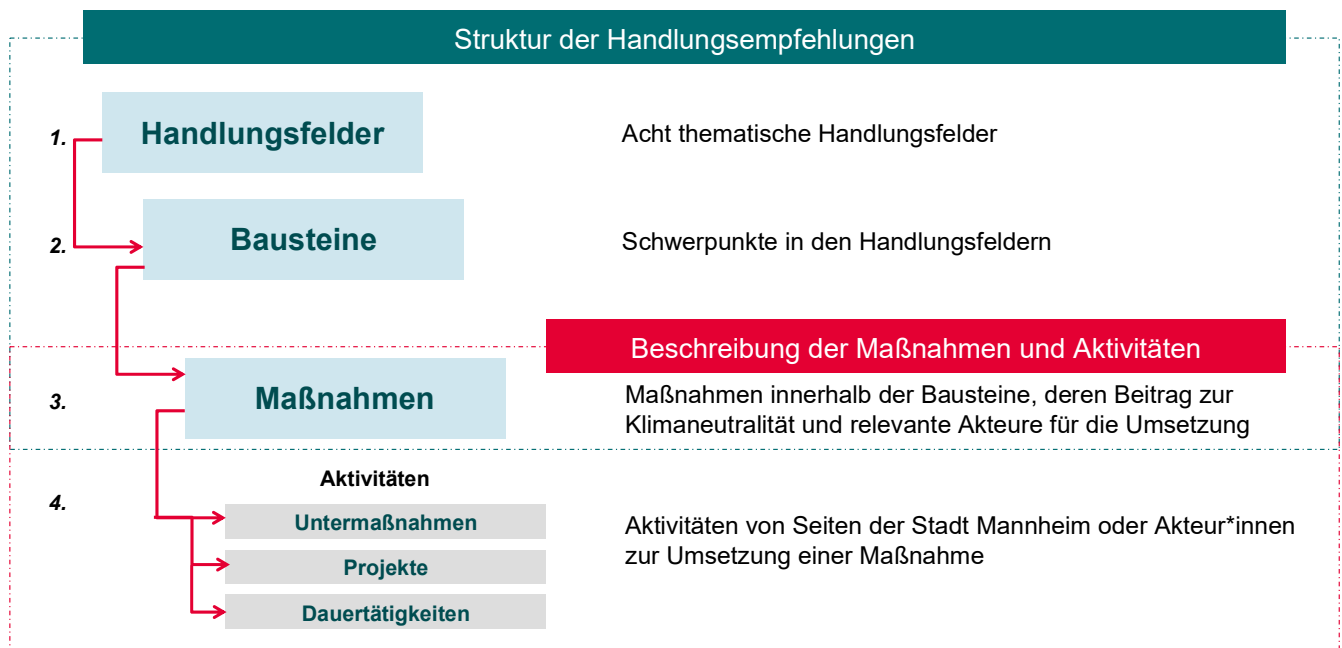 Struktur der Handlungsempfehlungen
1.
Handlungsfelder
Acht thematische Handlungsfelder
2.
Bausteine
Schwerpunkte in den Handlungsfeldern
Beschreibung der Maßnahmen und Aktivitäten
3.
Maßnahmen
Maßnahmen innerhalb der Bausteine, deren Beitrag zur
Klimaneutralität und relevante Akteure für die Umsetzung
4.
Aktivitäten
Untermaßnahmen
Projekte
Dauertätigkeiten
Aktivitäten von Seiten der Stadt Mannheim oder Akteur*innen
zur Umsetzung einer Maßnahme